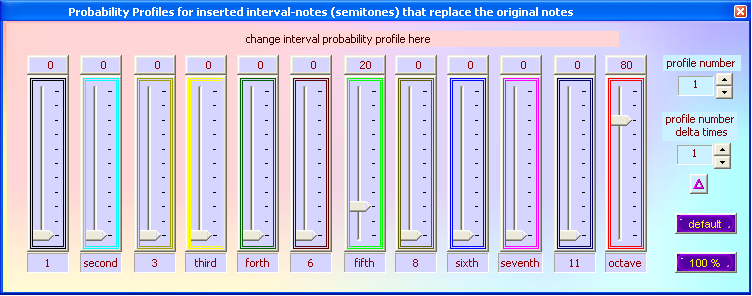 Probability Profiles for inserted interval-notes (semitones) that replace the original notes
change interval probability profile here
0 0 0 0 0 0 20 0 0 0 0 80
1 second 3 third forth 6 fifth 8 sixth seventh 11 octave
profile number
1
profile number
delta times
1
Δ
default
100 %